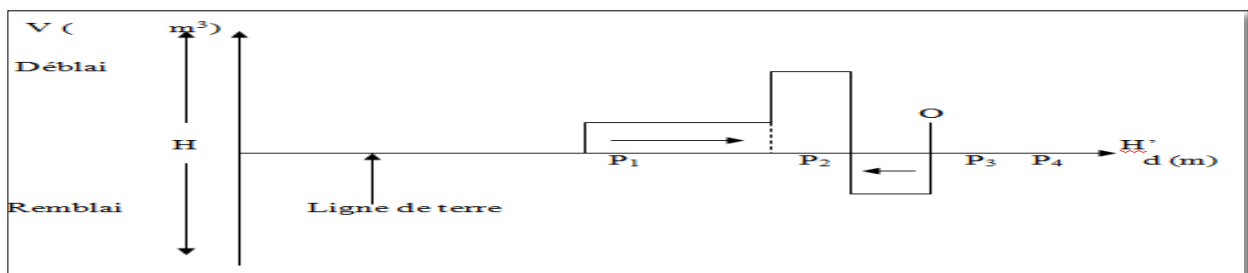 V ( m³)
Déblai
O
H
P₁ P₂ P₃ P₄ H'
d (m)
Remblai
Ligne de terre